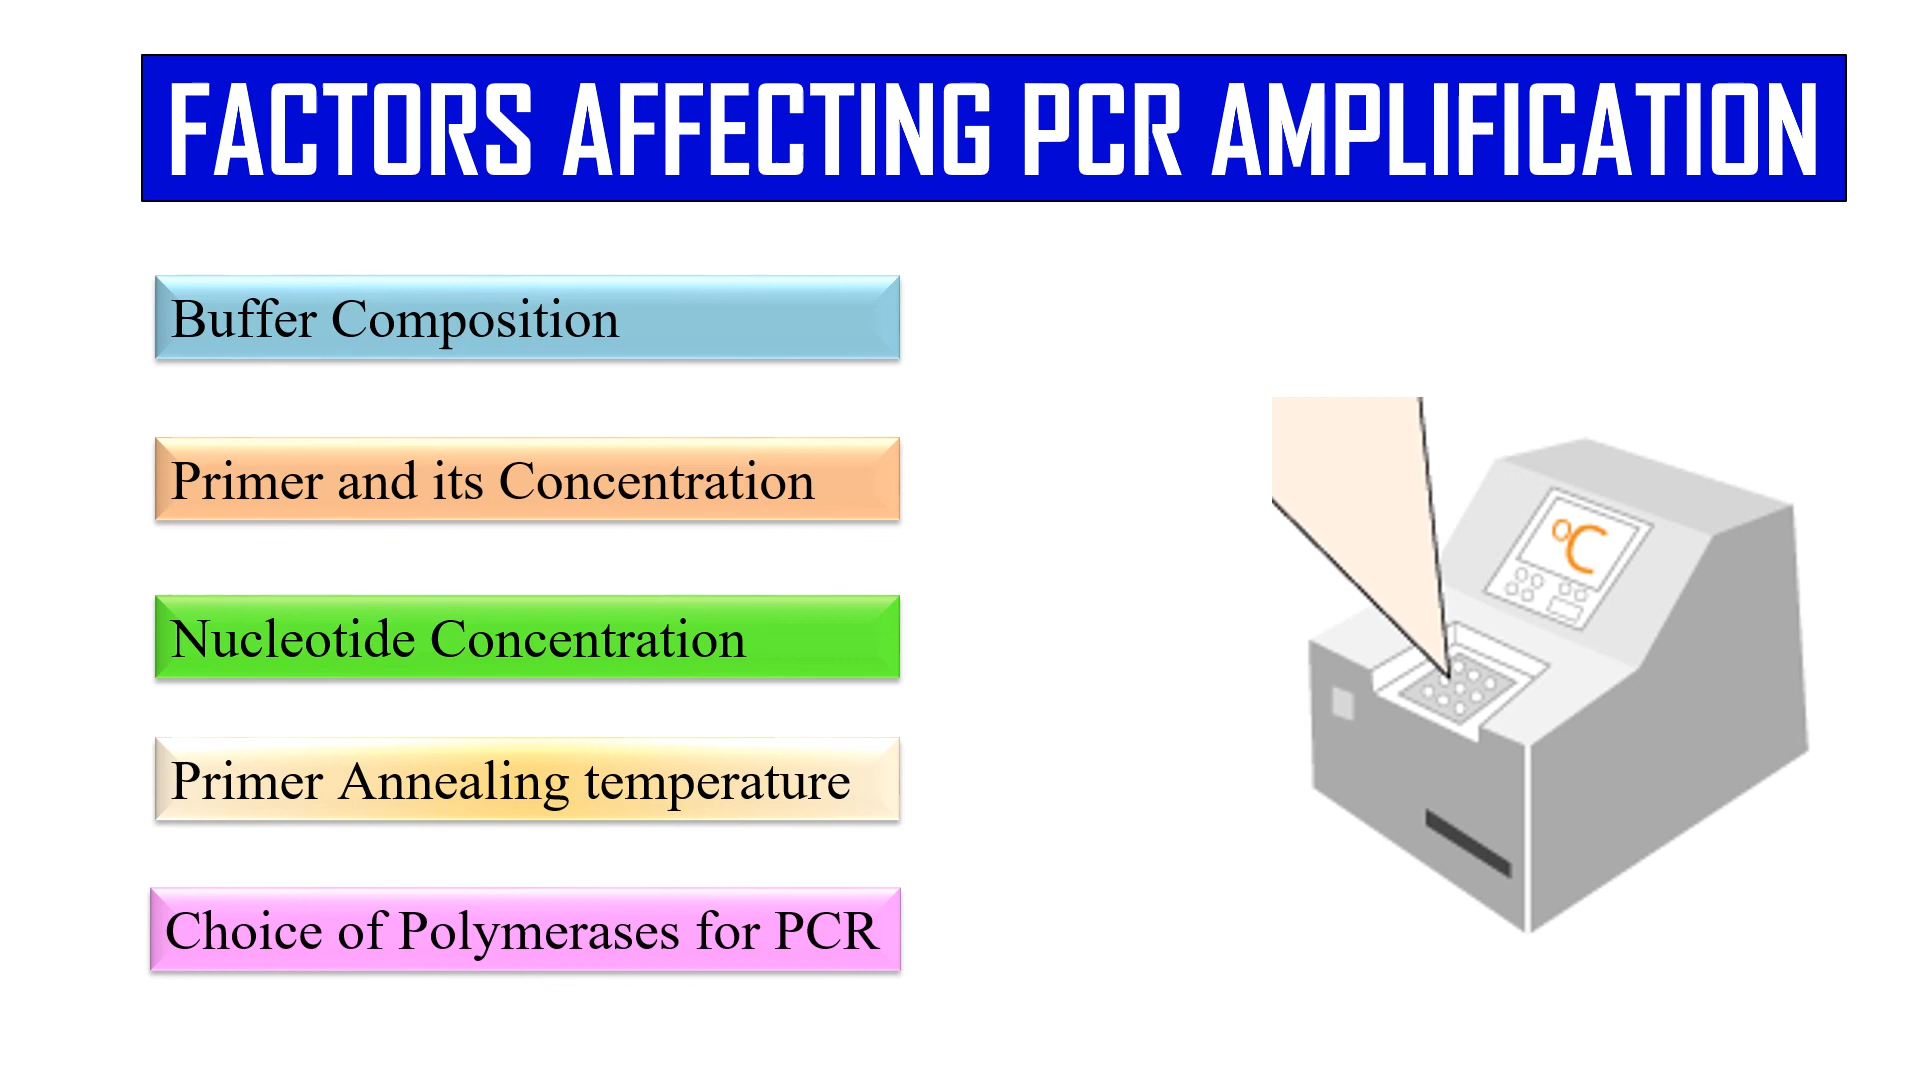 FACTORS AFFECTING PCR AMPLIFICATION
Buffer Composition
Primer and its Concentration
Nucleotide Concentration
Primer Annealing temperature
Choice of Polymerases for PCR
°C